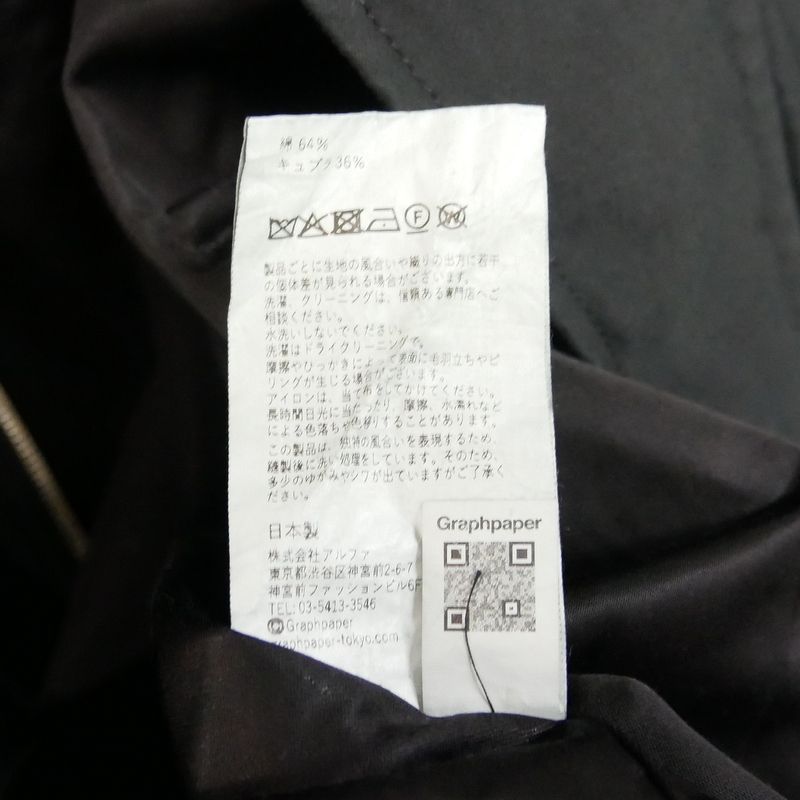 綿 64%
キュプラ36%
F
W
製品ごとに生地の風合いや織りの出方に若干
の個体差が見られる場合がございます。
洗濯、クリーニングは、信頼ある専門店へご
相談ください。
水洗いしないでください。
洗濯はドライクリーニングで。
摩擦やひっかきによって表面に毛羽立ちやピ
リングが生じる場合がございます。
アイロンは、当て布をしてかけてください。
長時間日光に当たったり、摩擦、水濡れなど
による色落ちや色移りすることがあります。
この製品は、独特の風合いを表現するため、
縫製後に洗い処理をしています。そのため、
多少のゆがみやシワが出ていますがご了承く
ださい。
日本製
株式会社アルファ
東京都渋谷区神宮前2-6-7
神宮前ファッションビル6F
TEL: 03-5413-3546
©Graphpaper
graphpaper-tokyo.com
Graphpaper